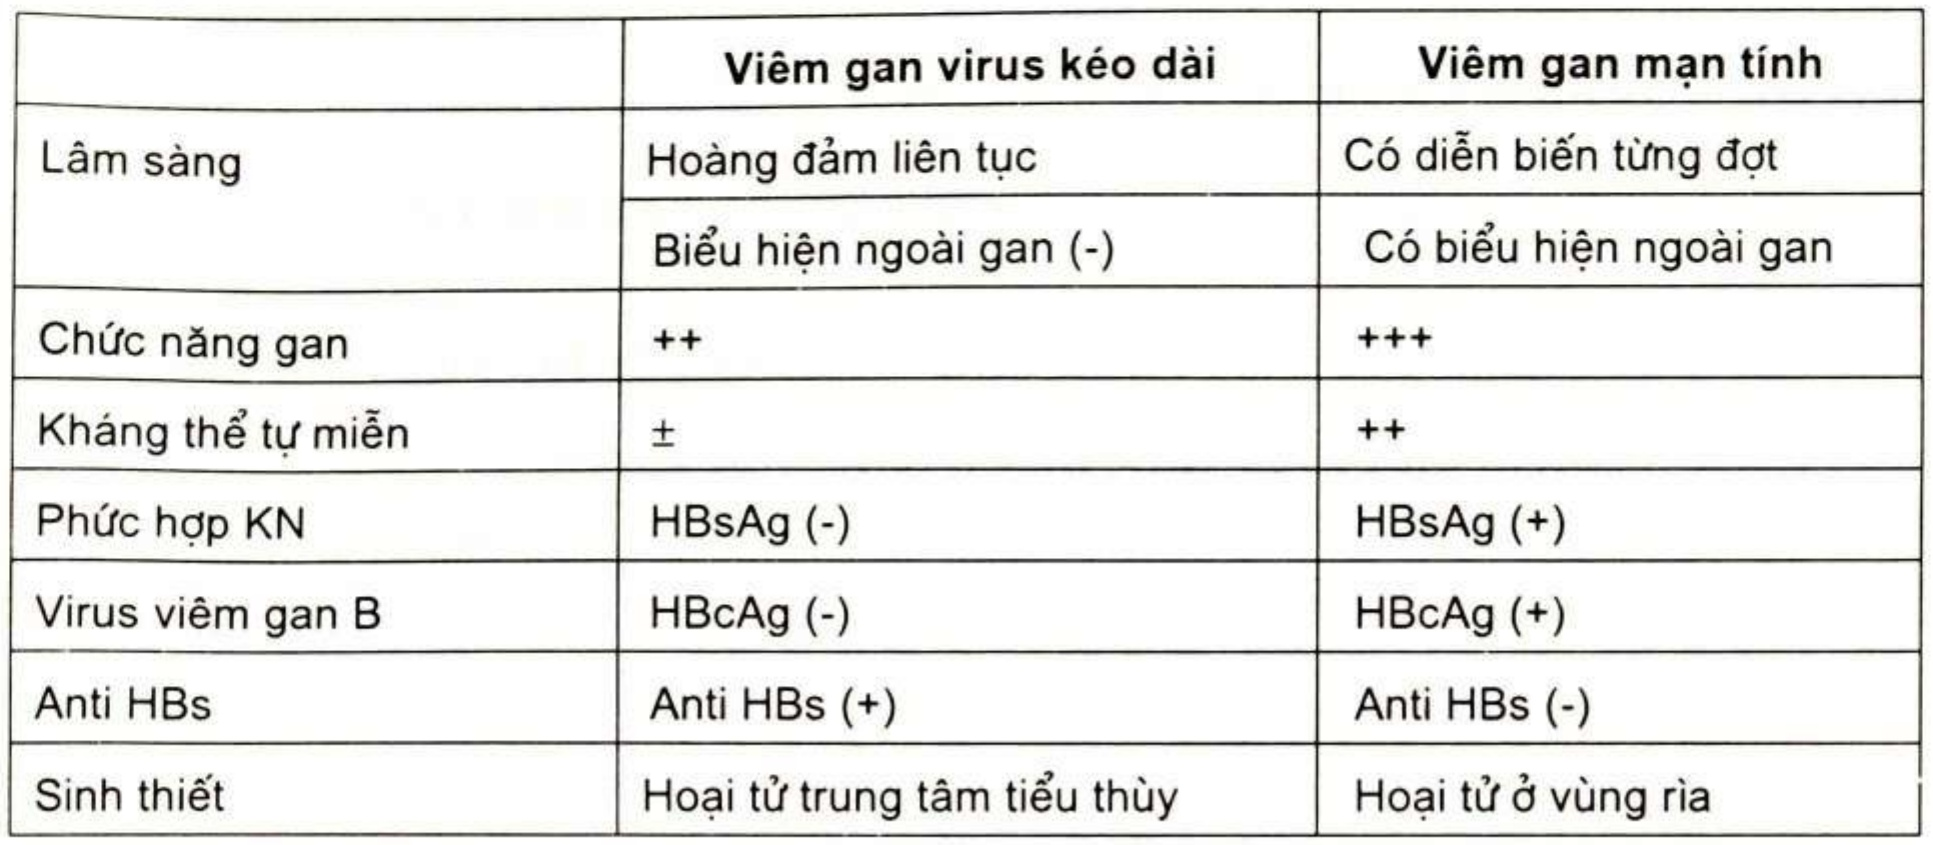 Viêm gan virus kéo dài Viêm gan mạn tính
Lâm sàng Hoàng đảm liên tục Có diễn biến từng đợt
Biểu hiện ngoài gan (-) Có biểu hiện ngoài gan
Chức năng gan ++ +++
Kháng thể tự miễn ± ++
Phức hợp KN HBsAg (-) HBsAg (+)
Virus viêm gan B HBcAg (-) HBcAg (+)
Anti HBs Anti HBs (+) Anti HBs (-)
Sinh thiết Hoại tử trung tâm tiểu thùy Hoại tử ở vùng rìa